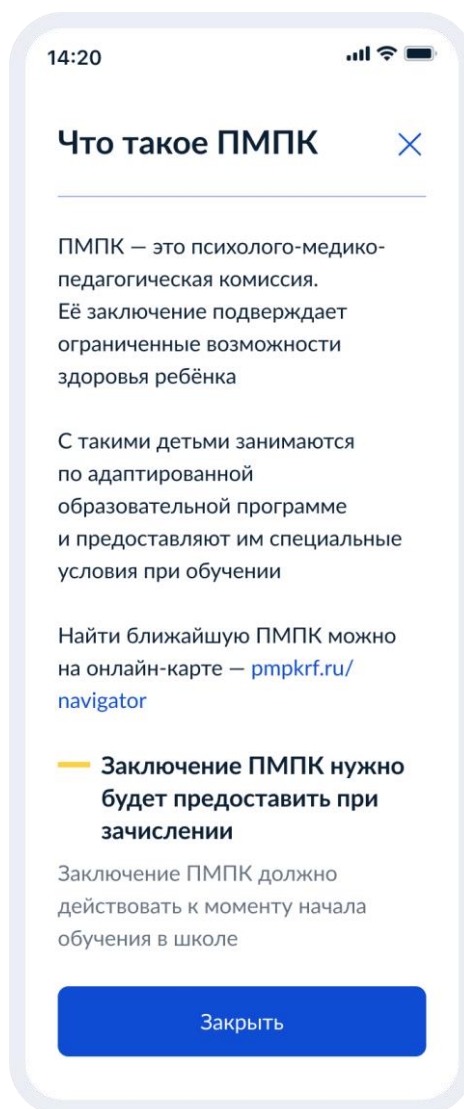 14:20
Что такое ПМПК
ПМПК — это психолого-медико-
педагогическая комиссия.
Её заключение подверждает
ограниченные возможности
здоровья ребёнка
С такими детьми занимаются
по адаптированной
образовательной программе
и предоставляют им специальные
условия при обучении
Найти ближайшую ПМПК можно
на онлайн-карте — pmpkrf.ru/
navigator
Заключение ПМПК нужно
будет предоставить при
зачислении
Заключение ПМПК должно
действовать к моменту начала
обучения в школе
Закрыть